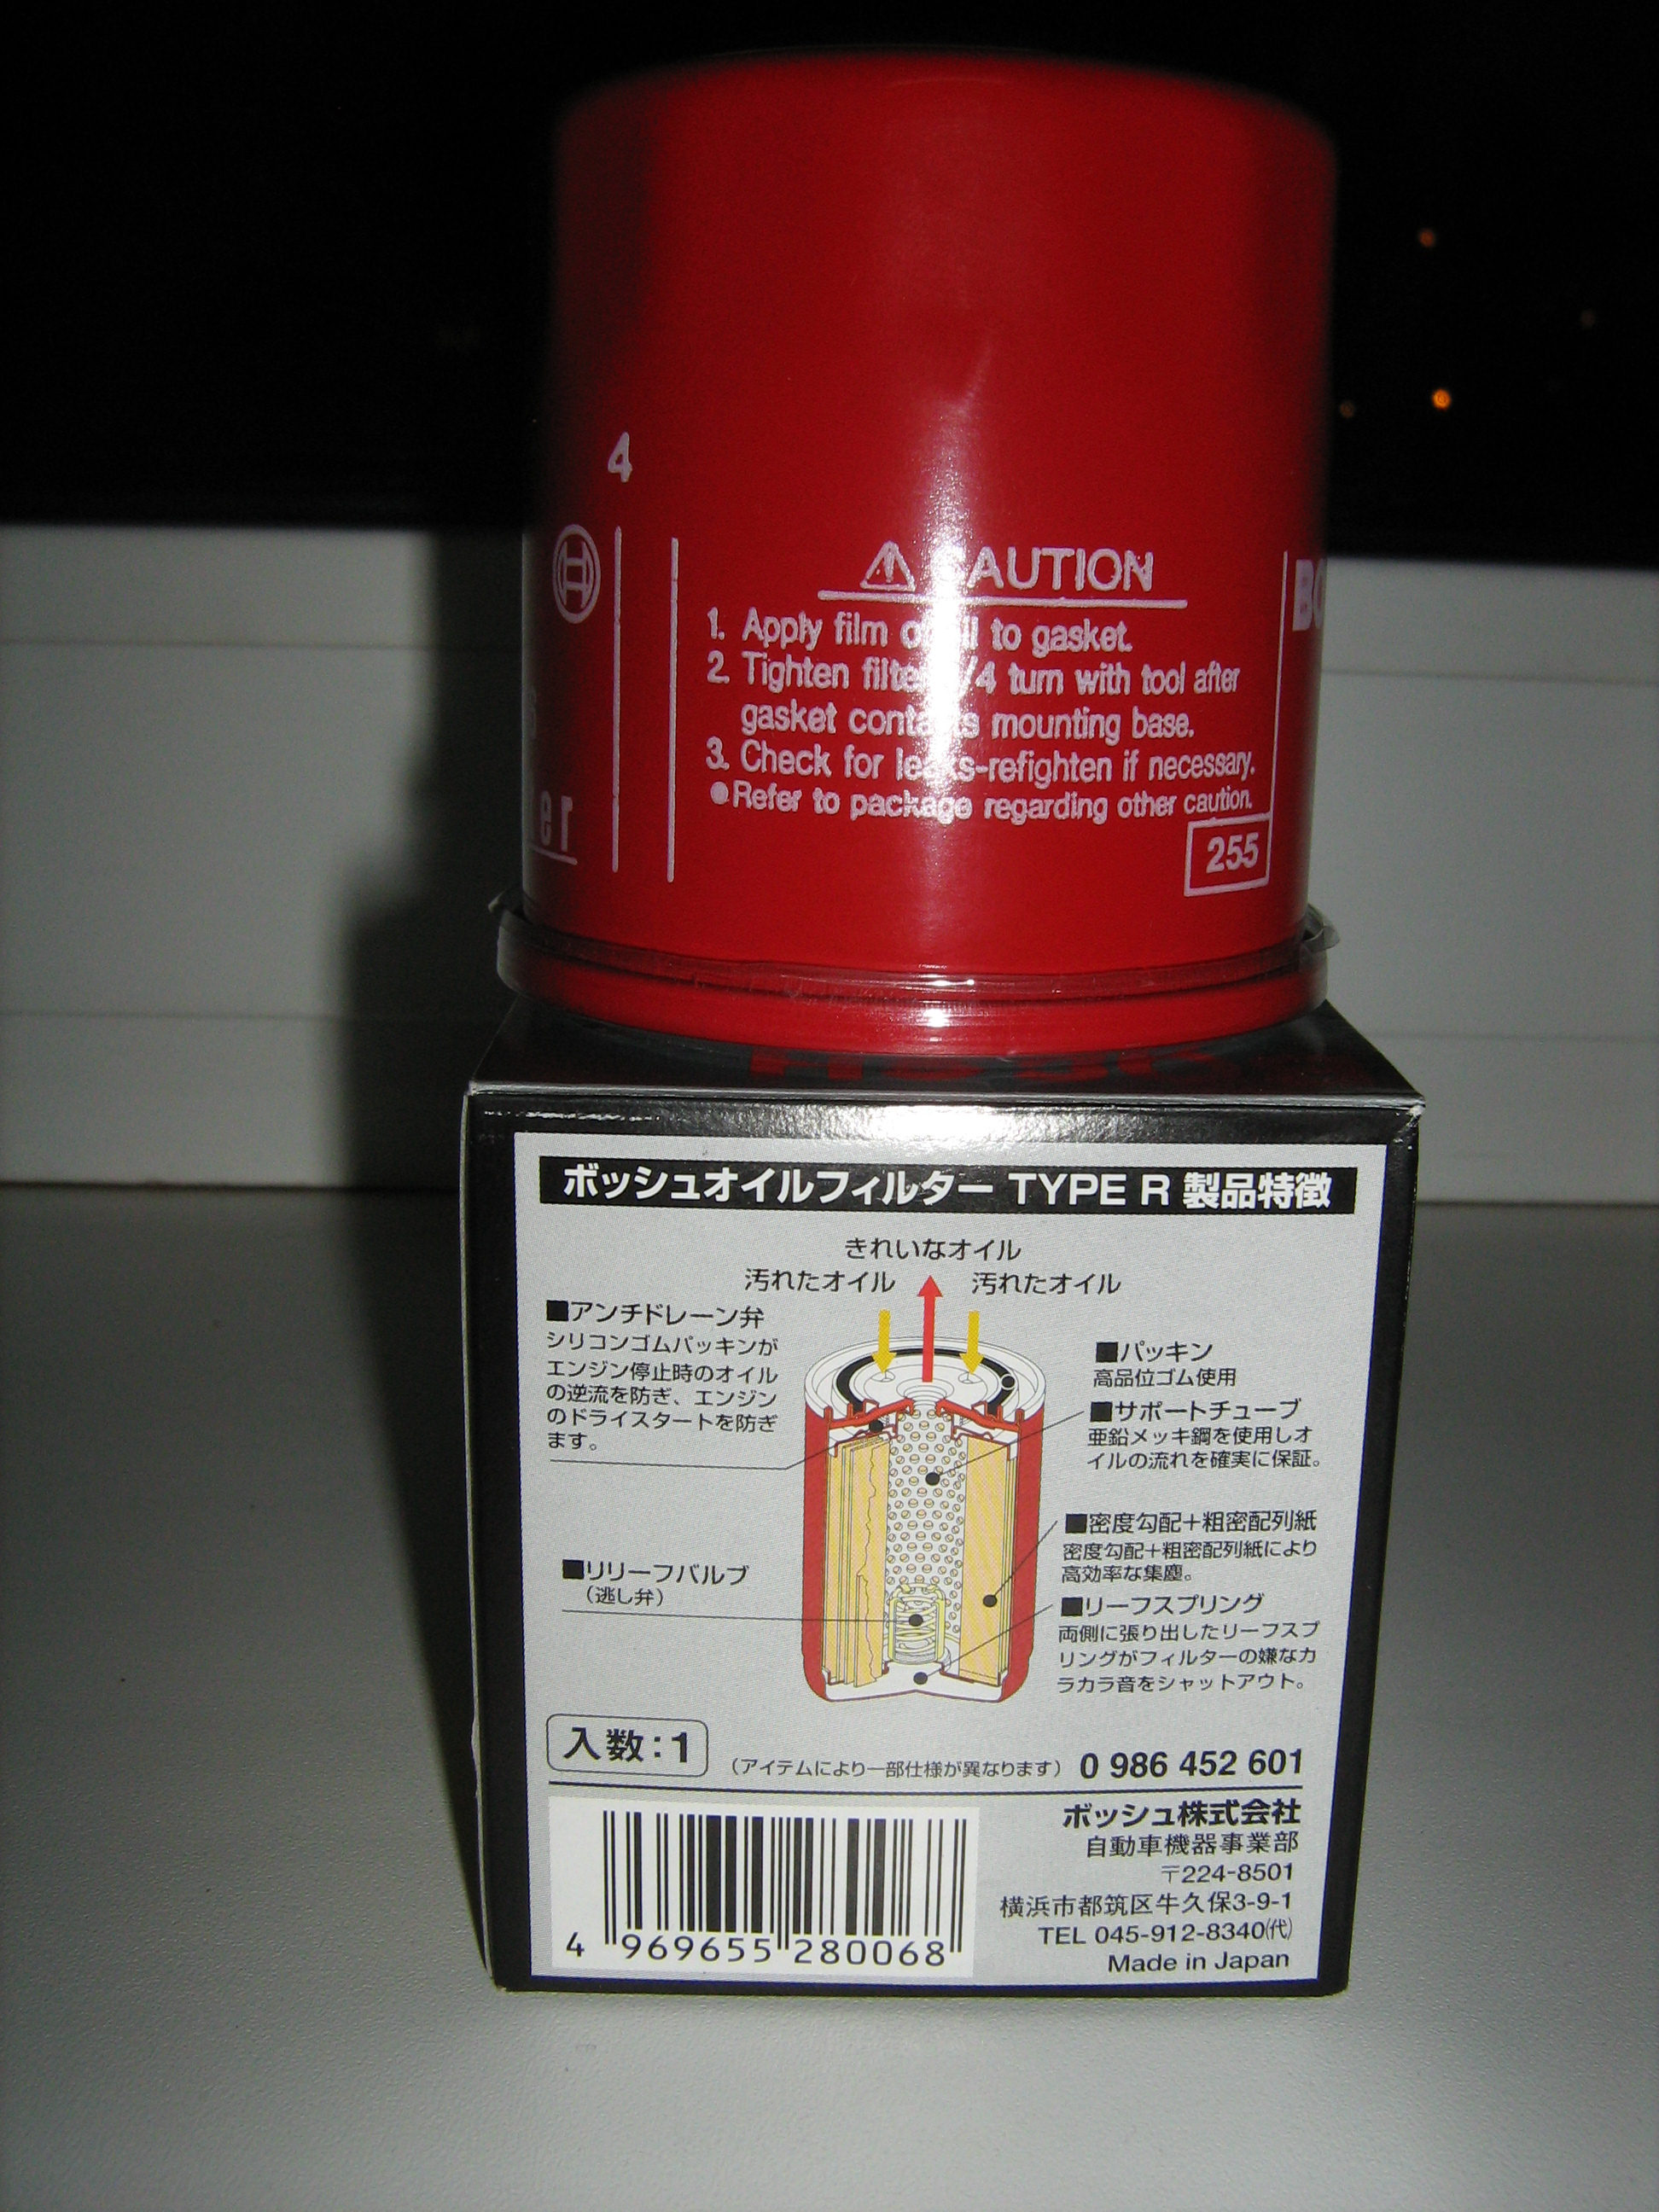 4
CAUTION
1. Apply film to gasket.
2. Tighten /4 turn with tool after
gasket mounting base.
3. Check for -refighten if necessary.
●Refer to package regarding other caution.
255
er
ボッシュオイルフィルター TYPE R 製品特徴
きれいなオイル
汚れたオイル 汚れたオイル
■アンチドレーン弁
シリコンゴムパッキンが
エンジン停止時のオイル
の逆流を防ぎ、エンジン
のドライスタートを防ぎ
ます。
■リリーフバルブ
（逃し弁）
■パッキン
高品位ゴム使用
■サポートチューブ
亜鉛メッキ鋼を使用しオ
イルの流れを確実に保証。
■密度勾配＋粗密配列紙
密度勾配＋粗密配列紙により
高効率な集塵。
■リーフスプリング
両側に張り出したリーフスプ
リングがフィルターの嫌なカ
ラカラ音をシャットアウト。
入数：1
（アイテムにより一部仕様が異なります） 0 986 452 601
4 969655 280068
ボッシュ株式会社
自動車機器事業部
〒224-8501
横浜市都筑区牛久保3-9-1
TEL 045-912-8340㈹
Made in Japan